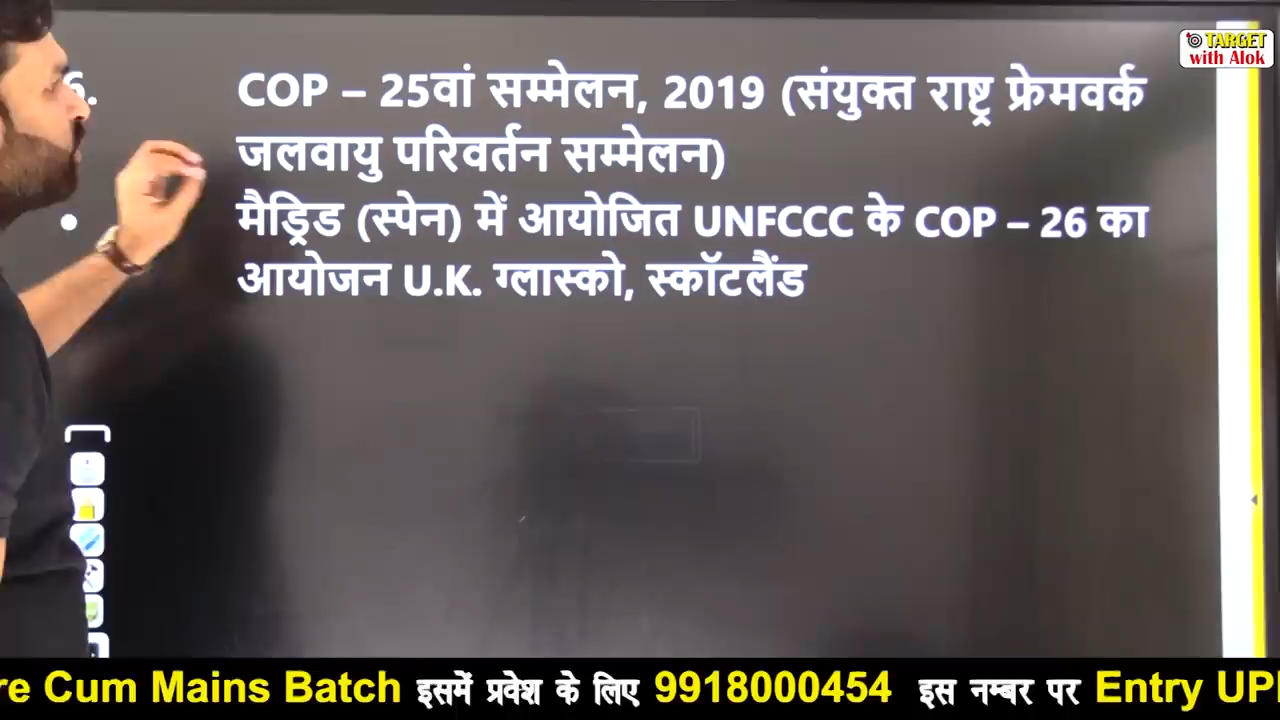 TARGET
with Alok
6. COP – 25वां सम्मेलन, 2019 (संयुक्त राष्ट्र फ्रेमवर्क
जलवायु परिवर्तन सम्मेलन)
• मैड्रिड (स्पेन) में आयोजित UNFCCC के COP – 26 का
आयोजन U.K. ग्लास्को, स्कॉटलैंड
re Cum Mains Batch इसमें प्रवेश के लिए 9918000454 इस नम्बर पर Entry UP